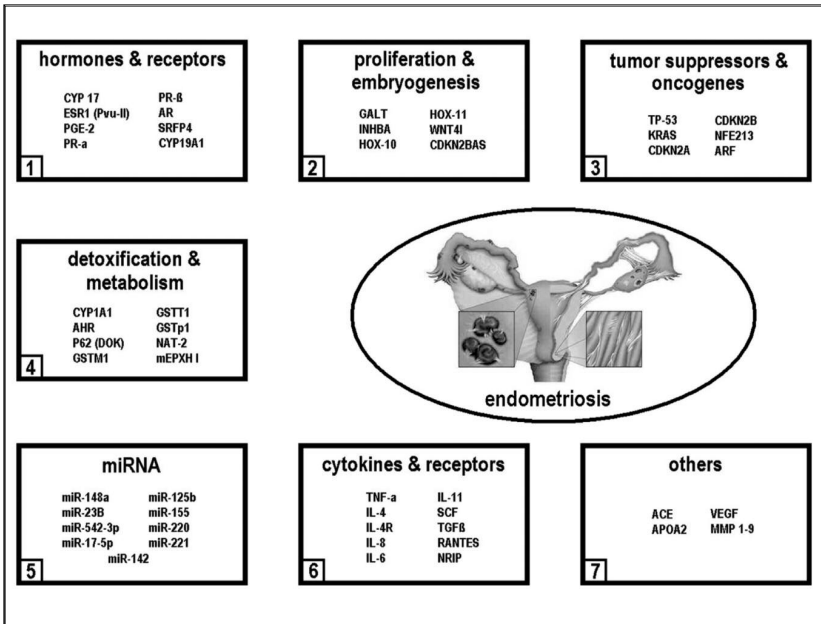 hormones & receptors
CYP 17 PR-ß
ESR1 (Pvu-II) AR
PGE-2 SRFP4
PR-a CYP19A1
1
proliferation &
embryogenesis
GALT HOX-11
INHBA WNT4I
HOX-10 CDKN2BAS
2
tumor suppressors &
oncogenes
TP-53 CDKN2B
KRAS NFE213
CDKN2A ARF
3
detoxification &
metabolism
CYP1A1 GSTT1
AHR GSTp1
P62 (DOK) NAT-2
GSTM1 mEPXH I
4
endometriosis
miRNA
miR-148a miR-125b
miR-23B miR-155
miR-542-3p miR-220
miR-17-5p miR-221
miR-142
5
cytokines & receptors
TNF-a IL-11
IL-4 SCF
IL-4R TGFß
IL-8 RANTES
IL-6 NRIP
6
others
ACE VEGF
APOA2 MMP 1-9
7